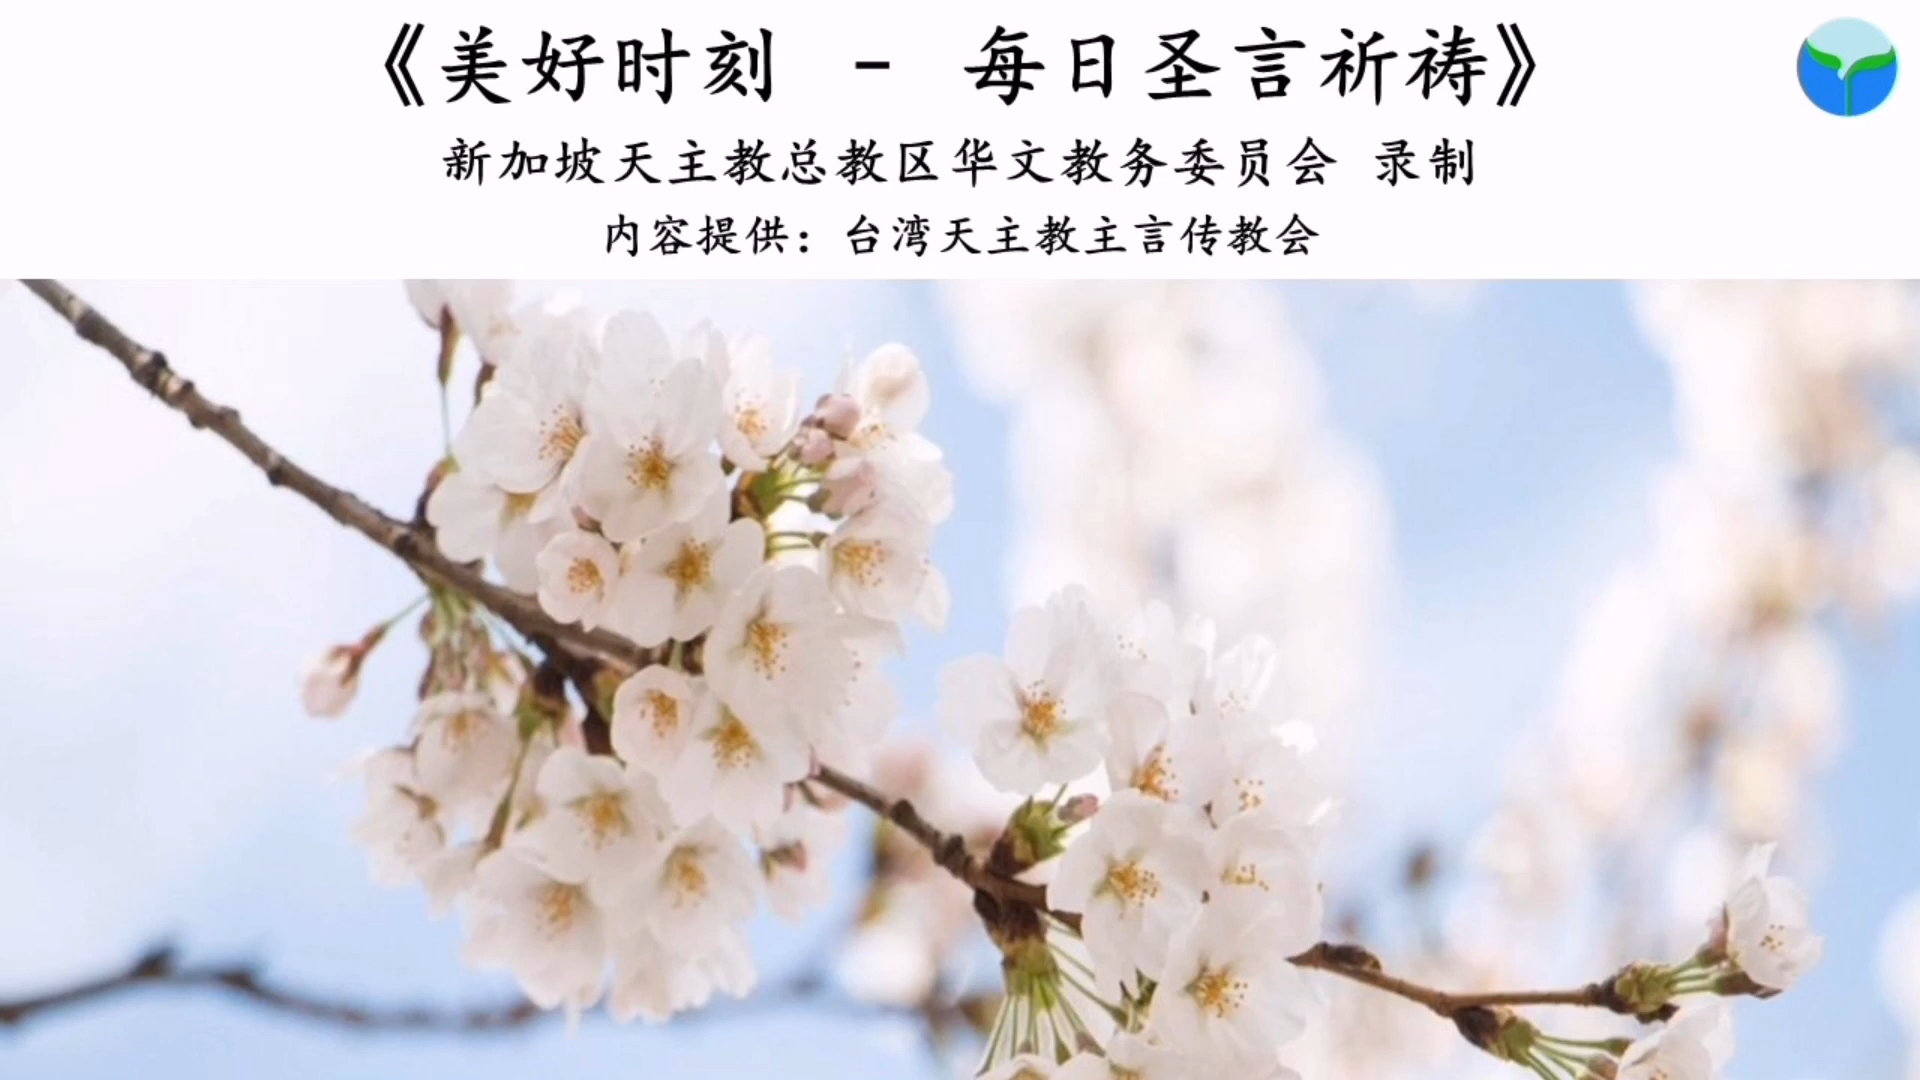 《美好时刻 - 每日圣言祈祷》
新加坡天主教总教区华文教务委员会 录制
内容提供：台湾天主教主言传教会